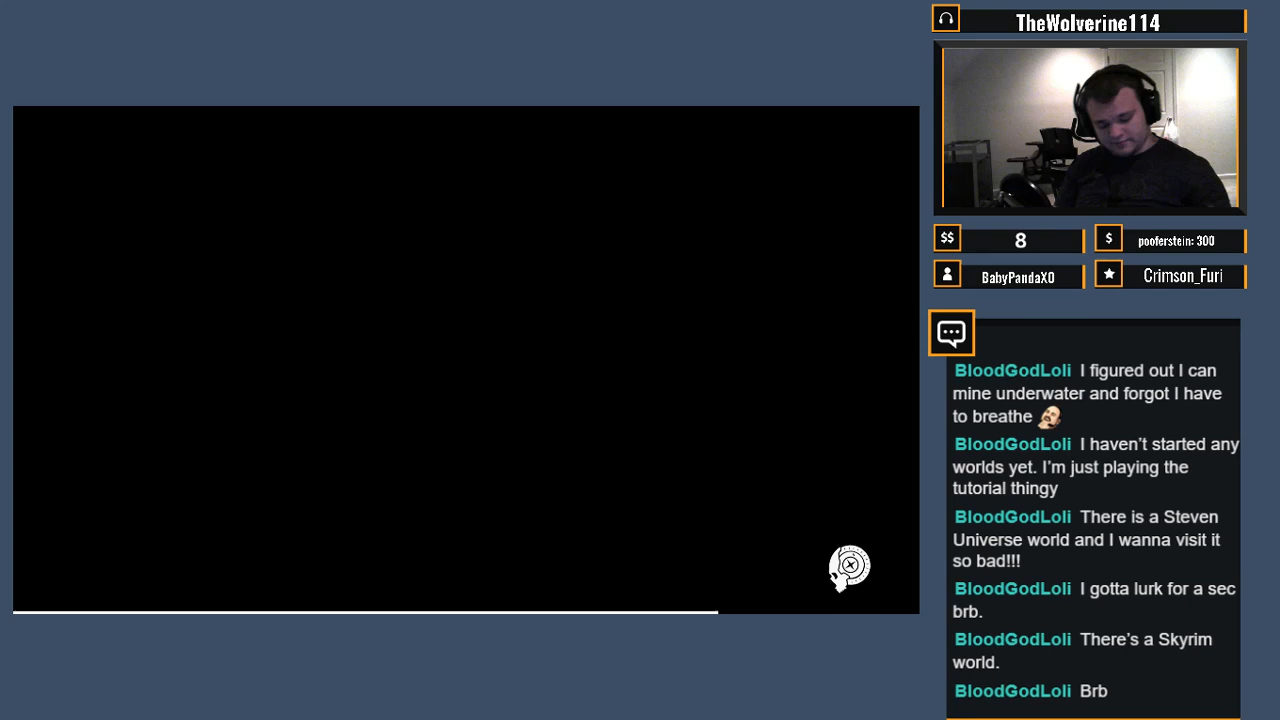 TheWolverine114
$$ 8
$ pooferstein: 300
BabyPandaXO
Crimson_Furi
BloodGodLoli I figured out I can
mine underwater and forgot I have
to breathe
BloodGodLoli I haven't started any
worlds yet. I'm just playing the
tutorial thingy
BloodGodLoli There is a Steven
Universe world and I wanna visit it
so bad!!!
BloodGodLoli I gotta lurk for a sec
brb.
BloodGodLoli There's a Skyrim
world.
BloodGodLoli Brb